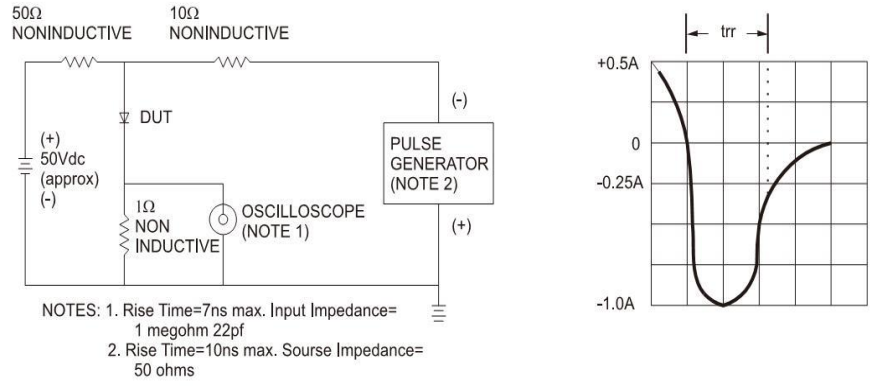 50Ω
NONINDUCTIVE
10Ω
NONINDUCTIVE
DUT
(+)
50Vdc
(approx)
(-)
1Ω
NON
INDUCTIVE
OSCILLOSCOPE
(NOTE 1)
(-)
PULSE
GENERATOR
(NOTE 2)
(+)
NOTES: 1. Rise Time=7ns max. Input Impedance=
1 megohm 22pf
2. Rise Time=10ns max. Sourse Impedance=
50 ohms
trr
+0.5A
0
-0.25A
-1.0A